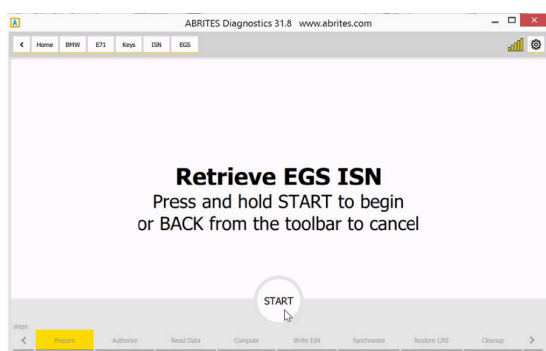 A
ABRITES Diagnostics 31.8 www.abrites.com
Home BMW E71 Keys ISN EGS
Retrieve EGS ISN
Press and hold START to begin
or BACK from the toolbar to cancel
START
steps:
Prepare Authorize Read Data Compute Write ISN Synchronize Restore CAS Cleanup